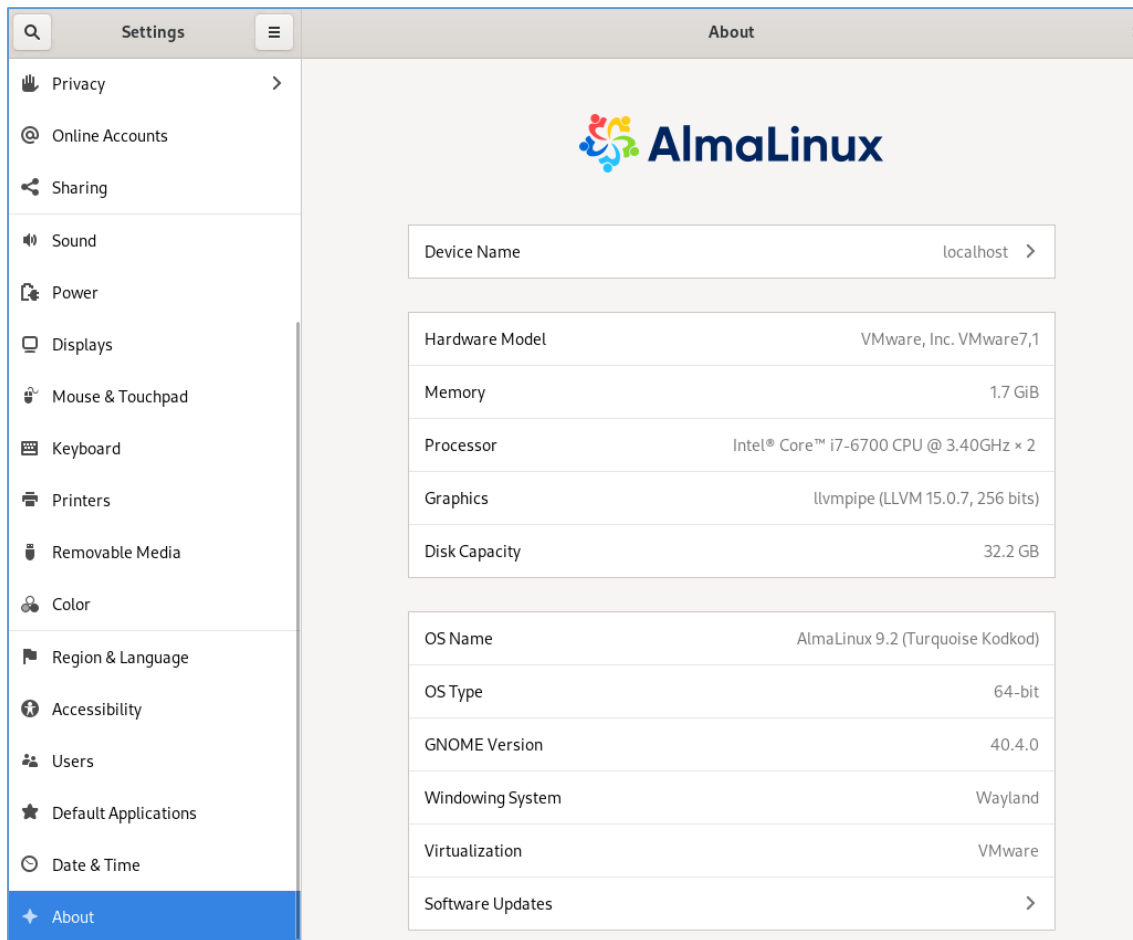 Settings
About
Privacy
Online Accounts
Sharing
Sound
Power
Displays
Mouse & Touchpad
Keyboard
Printers
Removable Media
Color
Region & Language
Accessibility
Users
Default Applications
Date & Time
About
AlmaLinux
Device Name localhost
Hardware Model VMware, Inc. VMware7,1
Memory 1.7 GiB
Processor Intel® Core™ i7-6700 CPU @ 3.40GHz × 2
Graphics llvmpipe (LLVM 15.0.7, 256 bits)
Disk Capacity 32.2 GB
OS Name AlmaLinux 9.2 (Turquoise Kodkod)
OS Type 64-bit
GNOME Version 40.4.0
Windowing System Wayland
Virtualization VMware
Software Updates